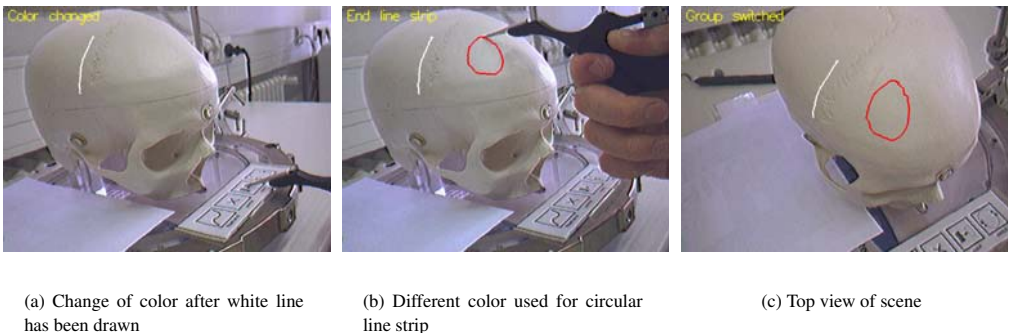 Color changed
End line strip
Group switched
(a) Change of color after white line
has been drawn
(b) Different color used for circular
line strip
(c) Top view of scene